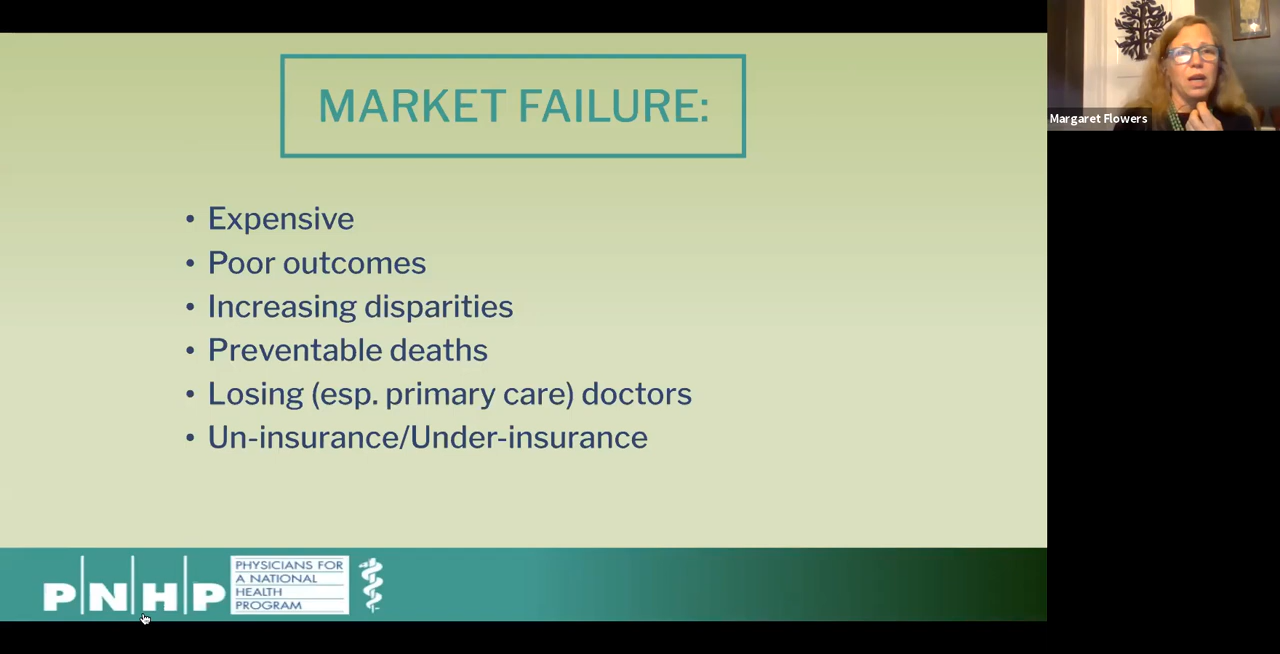 MARKET FAILURE:
• Expensive
• Poor outcomes
• Increasing disparities
• Preventable deaths
• Losing (esp. primary care) doctors
• Un-insurance/Under-insurance
PNHP
PHYSICIANS FOR
A NATIONAL
HEALTH
PROGRAM
Margaret Flowers